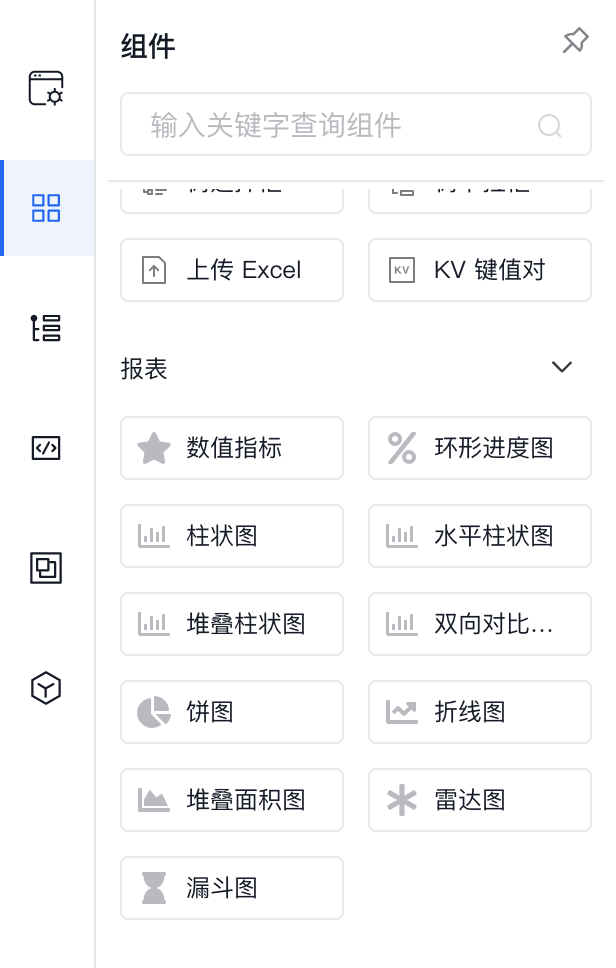 组件
输入关键字查询组件
上传 Excel
KV 键值对
报表
数值指标
环形进度图
柱状图
水平柱状图
堆叠柱状图
双向对比...
饼图
折线图
堆叠面积图
雷达图
漏斗图